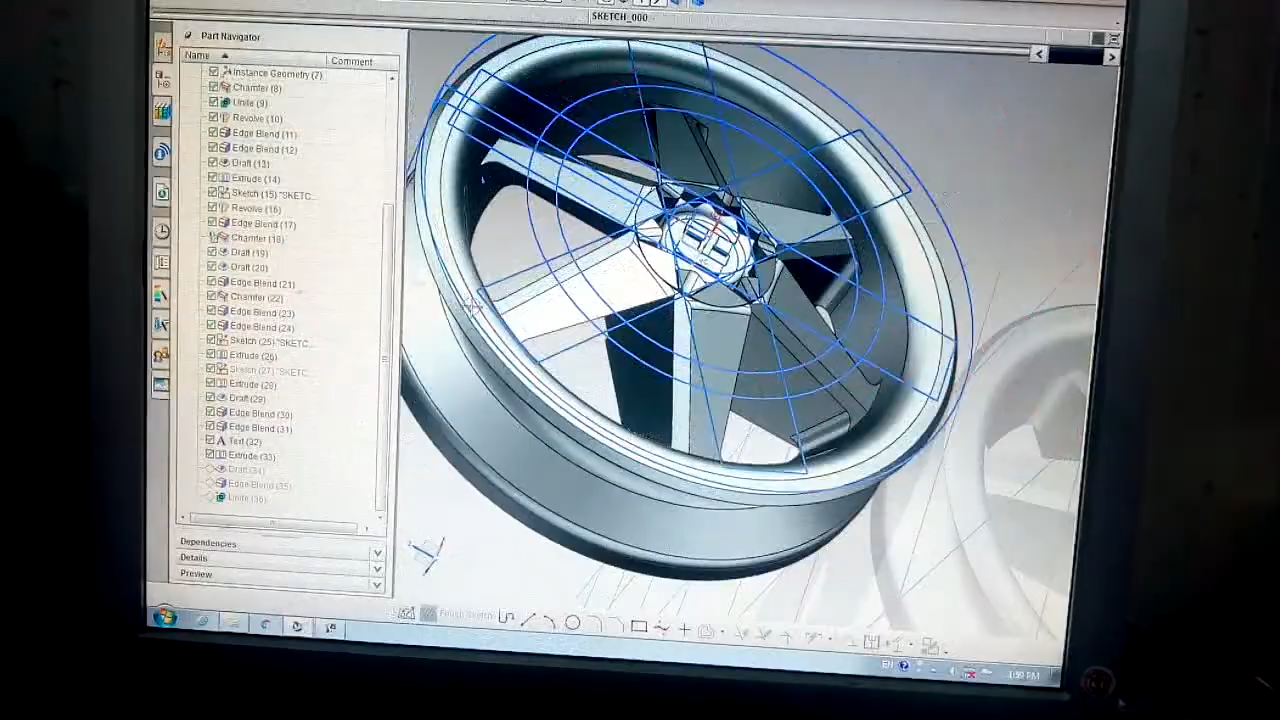 SKETCH_000
Part Navigator
Name Comment
Instance Geometry (7)
Chamfer (8)
Unite (9)
Revolve (10)
Edge Blend (11)
Edge Blend (12)
Draft (13)
Extrude (14)
Sketch (15) "SKETC...
Revolve (16)
Edge Blend (17)
Chamfer (18)
Draft (19)
Draft (20)
Edge Blend (21)
Chamfer (22)
Edge Blend (23)
Edge Blend (24)
Sketch (25) "SKETC...
Extrude (26)
Sketch (27) "SKETC...
Extrude (28)
Draft (29)
Edge Blend (30)
Edge Blend (31)
A Text (32)
Extrude (33)
Draft (34)
Edge Blend (35)
Unite (36)
Dependencies
Details
Preview
Finish Sketch
EN
1:59 PM